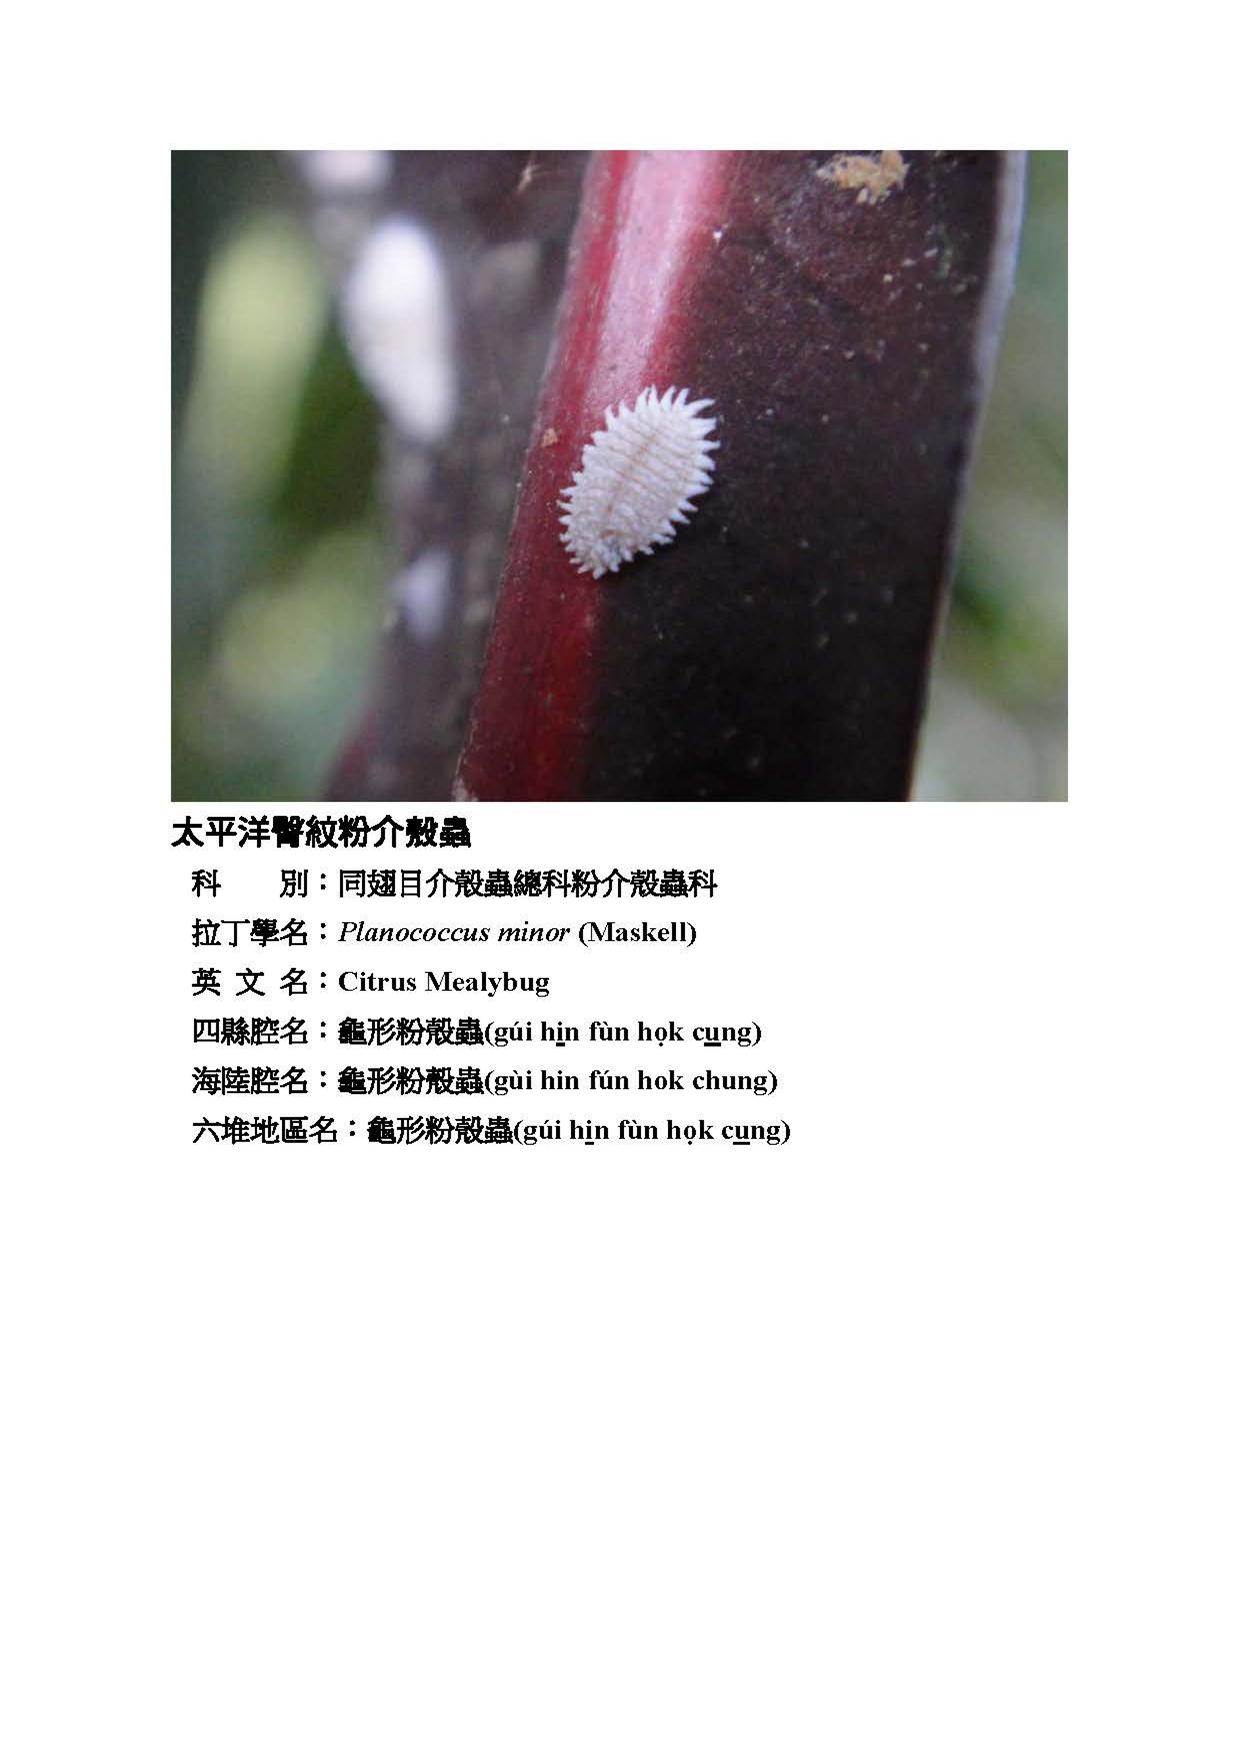 太平洋臀紋粉介殼蟲
科　　別：同翅目介殼蟲總科粉介殼蟲科
拉丁學名：Planococcus minor (Maskell)
英 文 名：Citrus Mealybug
四縣腔名：龜形粉殼蟲(gúi hi̲n fùn họk cu̲ng)
海陸腔名：龜形粉殼蟲(gùi hin fún hok chung)
六堆地區名：龜形粉殼蟲(gúi hi̲n fùn họk cu̲ng)